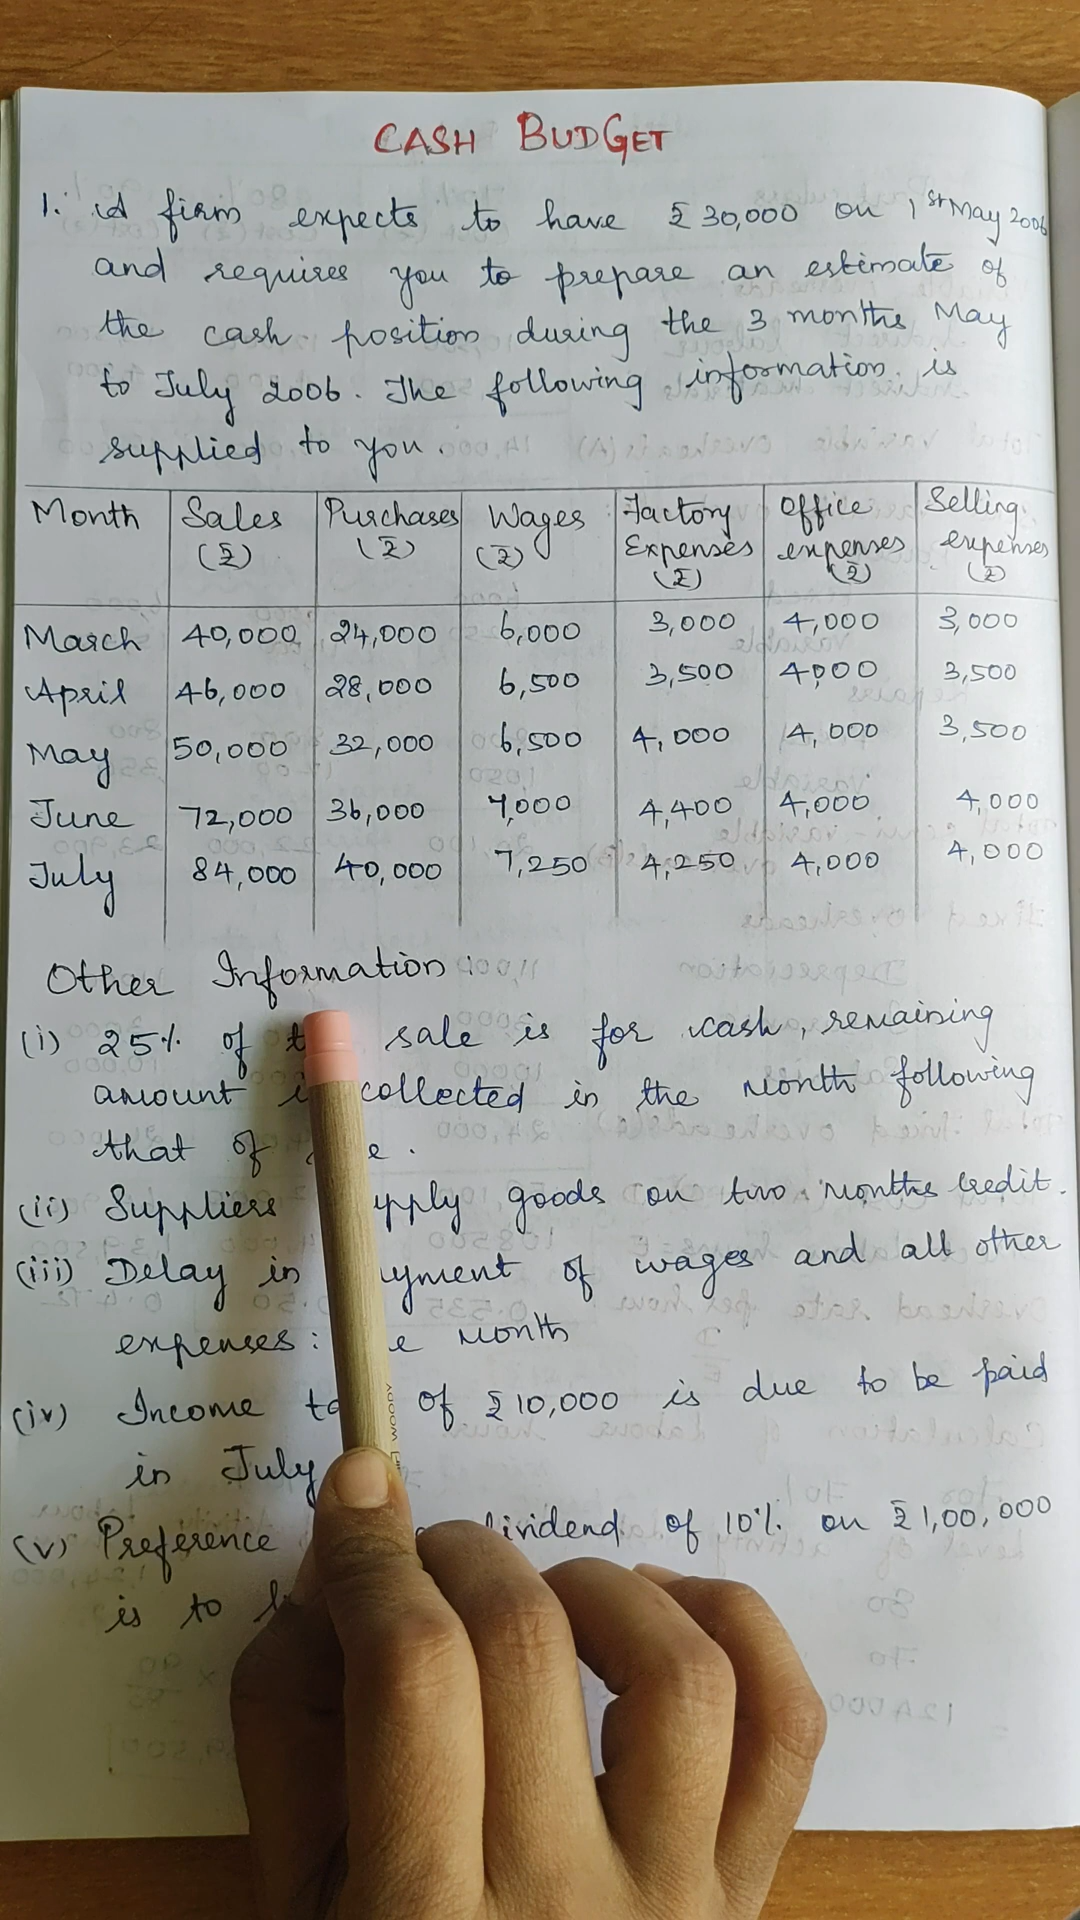 CASH BUDGET
1. A firm expects to have ₹ 30,000 on 1st May 2006
and requires you to prepare an estimate of
the cash position during the 3 months May
to July 2006. The following information is
supplied to you.
Month Sales (₹) Purchases (₹) Wages (₹) Factory Expenses (₹) Office expenses (₹) Selling expenses (₹)
March 40,000 24,000 6,000 3,000 4,000 3,000
April 46,000 28,000 6,500 3,500 4000 3,500
May 50,000 32,000 6,500 4,000 4,000 3,500
June 72,000 36,000 7,000 4,400 4,000 4,000
July 84,000 40,000 7,250 4,250 4,000 4,000
Other Information:
(i) 25% of sale is for cash, remaining
amount collected in the month following
that of
(ii) Suppliers goods on two months credit.
(iii) Delay in of wages and all other
expenses: month
(iv) Income of ₹ 10,000 is due to be paid
in July
(v) Preference dividend of 10% on ₹ 1,00,000
is to
WOODY